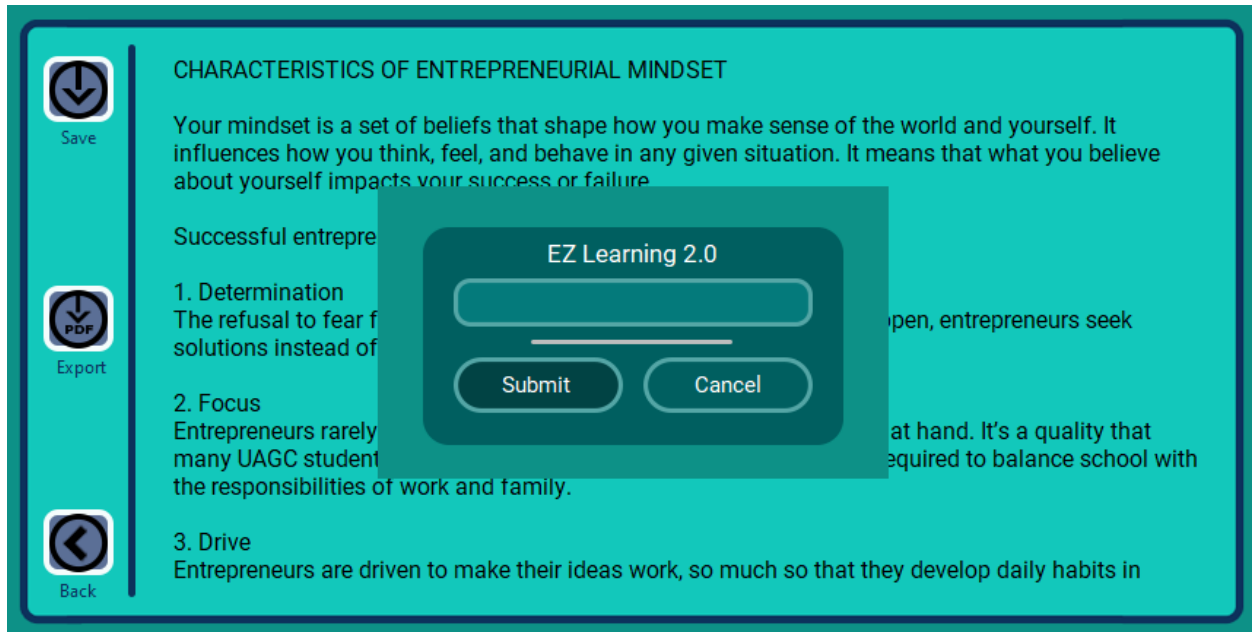 CHARACTERISTICS OF ENTREPRENEURIAL MINDSET
Your mindset is a set of beliefs that shape how you make sense of the world and yourself. It
influences how you think, feel, and behave in any given situation. It means that what you believe
about yourself impacts your success or failure
Successful
1. Determination
The refusal to fear
solutions instead of
entrepreneurs seek
2. Focus
Entrepreneurs rarely
at hand. It’s a quality that
many UAGC
to balance school with
the responsibilities of work and family.
3. Drive
Entrepreneurs are driven to make their ideas work, so much so that they develop daily habits in
EZ Learning 2.0
Submit
Cancel
Save
PDF
Export
Back